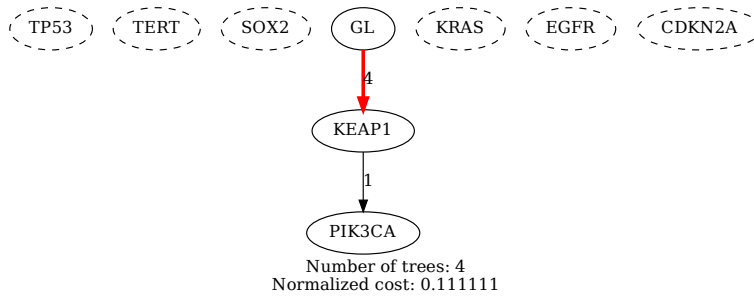 TP53 TERT SOX2 GL KRAS EGFR CDKN2A
4
KEAP1
1
PIK3CA
Number of trees: 4
Normalized cost: 0.111111